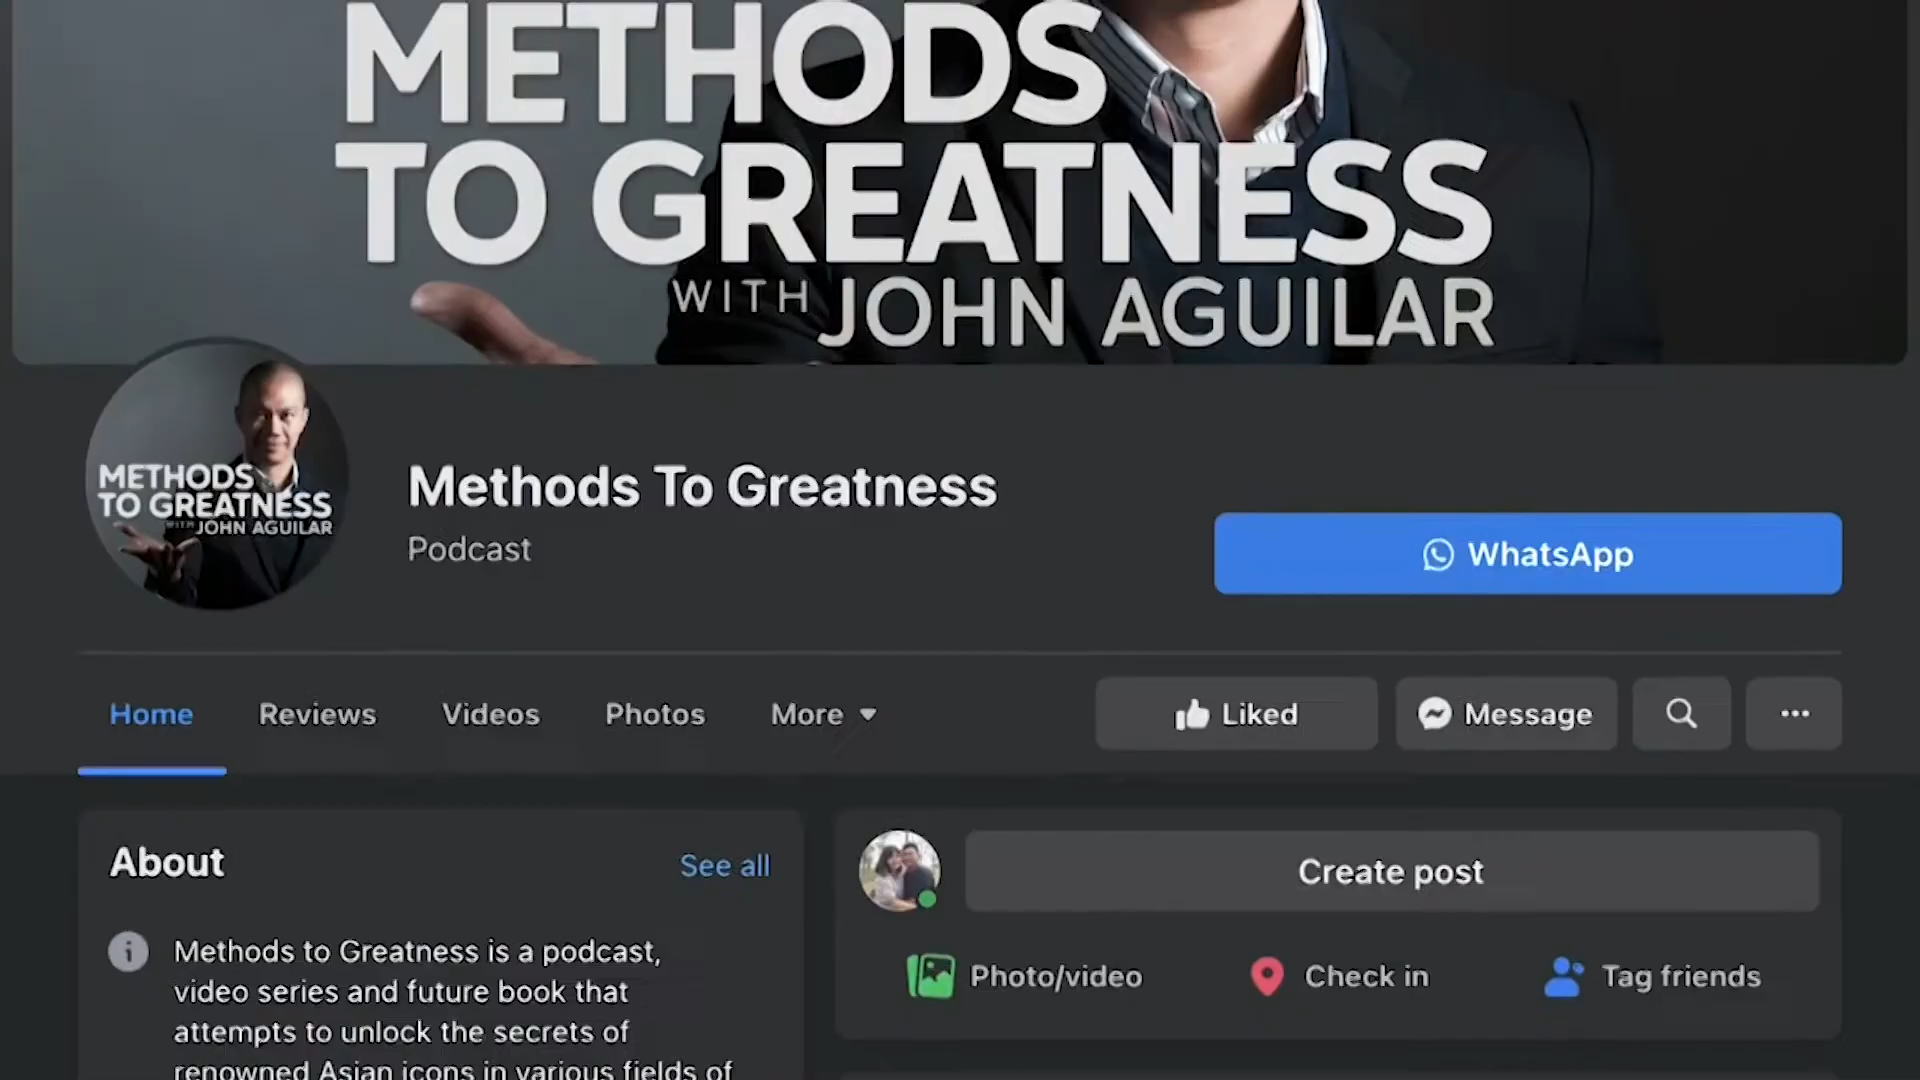 METHODS
TO GREATNESS
WITH JOHN AGUILAR
METHODS
TO GREATNESS
WITH JOHN AGUILAR
Methods To Greatness
Podcast
WhatsApp
Home Reviews Videos Photos More Liked Message
About See all
Create post
Methods to Greatness is a podcast,
video series and future book that
attempts to unlock the secrets of
renowned Asian icons in various fields of
Photo/video Check in Tag friends